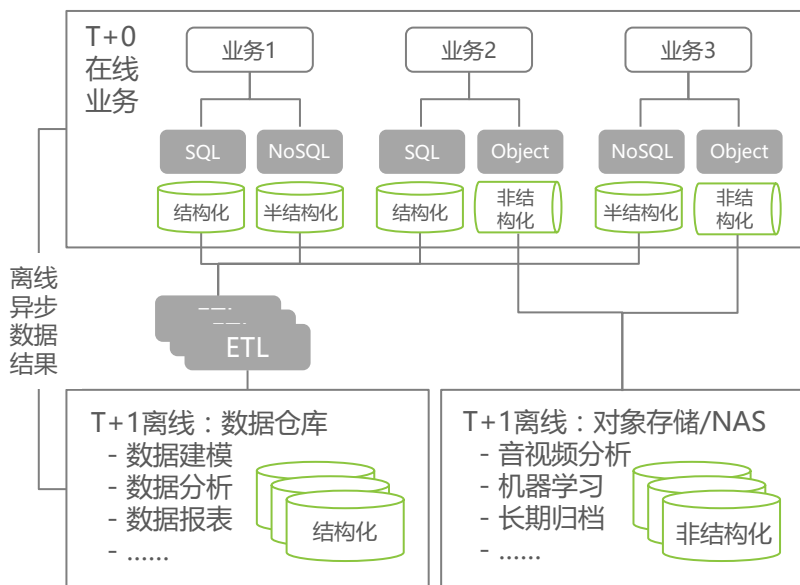 T+0
在线
业务
业务1
业务2
业务3
SQL
NoSQL
SQL
Object
NoSQL
Object
结构化
半结构化
结构化
非结
构化
半结构化
非结
构化
离线
异步
数据
结果
ETL
T+1离线：数据仓库
- 数据建模
- 数据分析
- 数据报表
- ......
结构化
T+1离线：对象存储/NAS
- 音视频分析
- 机器学习
- 长期归档
- ......
非结构化